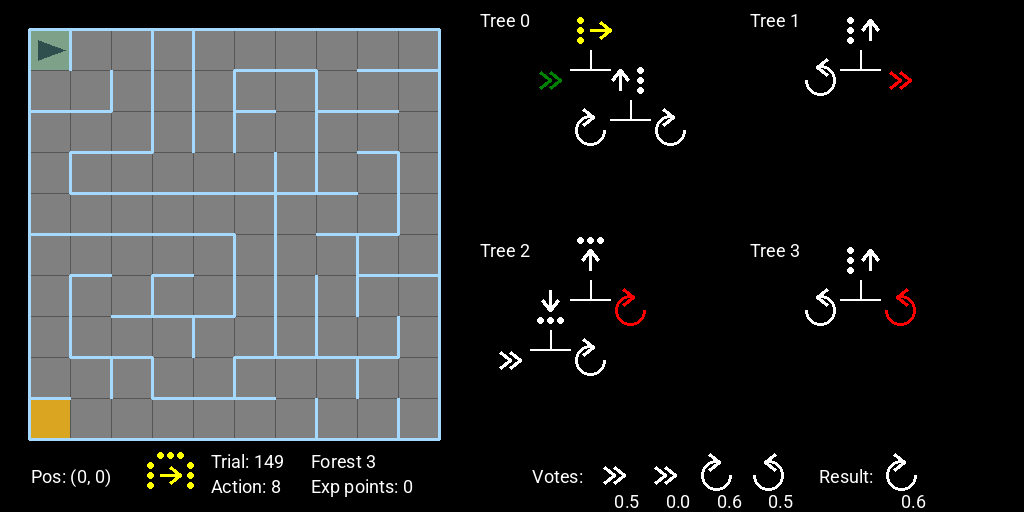 Tree 0
Tree 1
Tree 2
Tree 3
Pos: (0, 0)
Trial: 149
Forest 3
Action: 8
Exp points: 0
Votes:
0.5
0.0
0.6
0.5
Result:
0.6